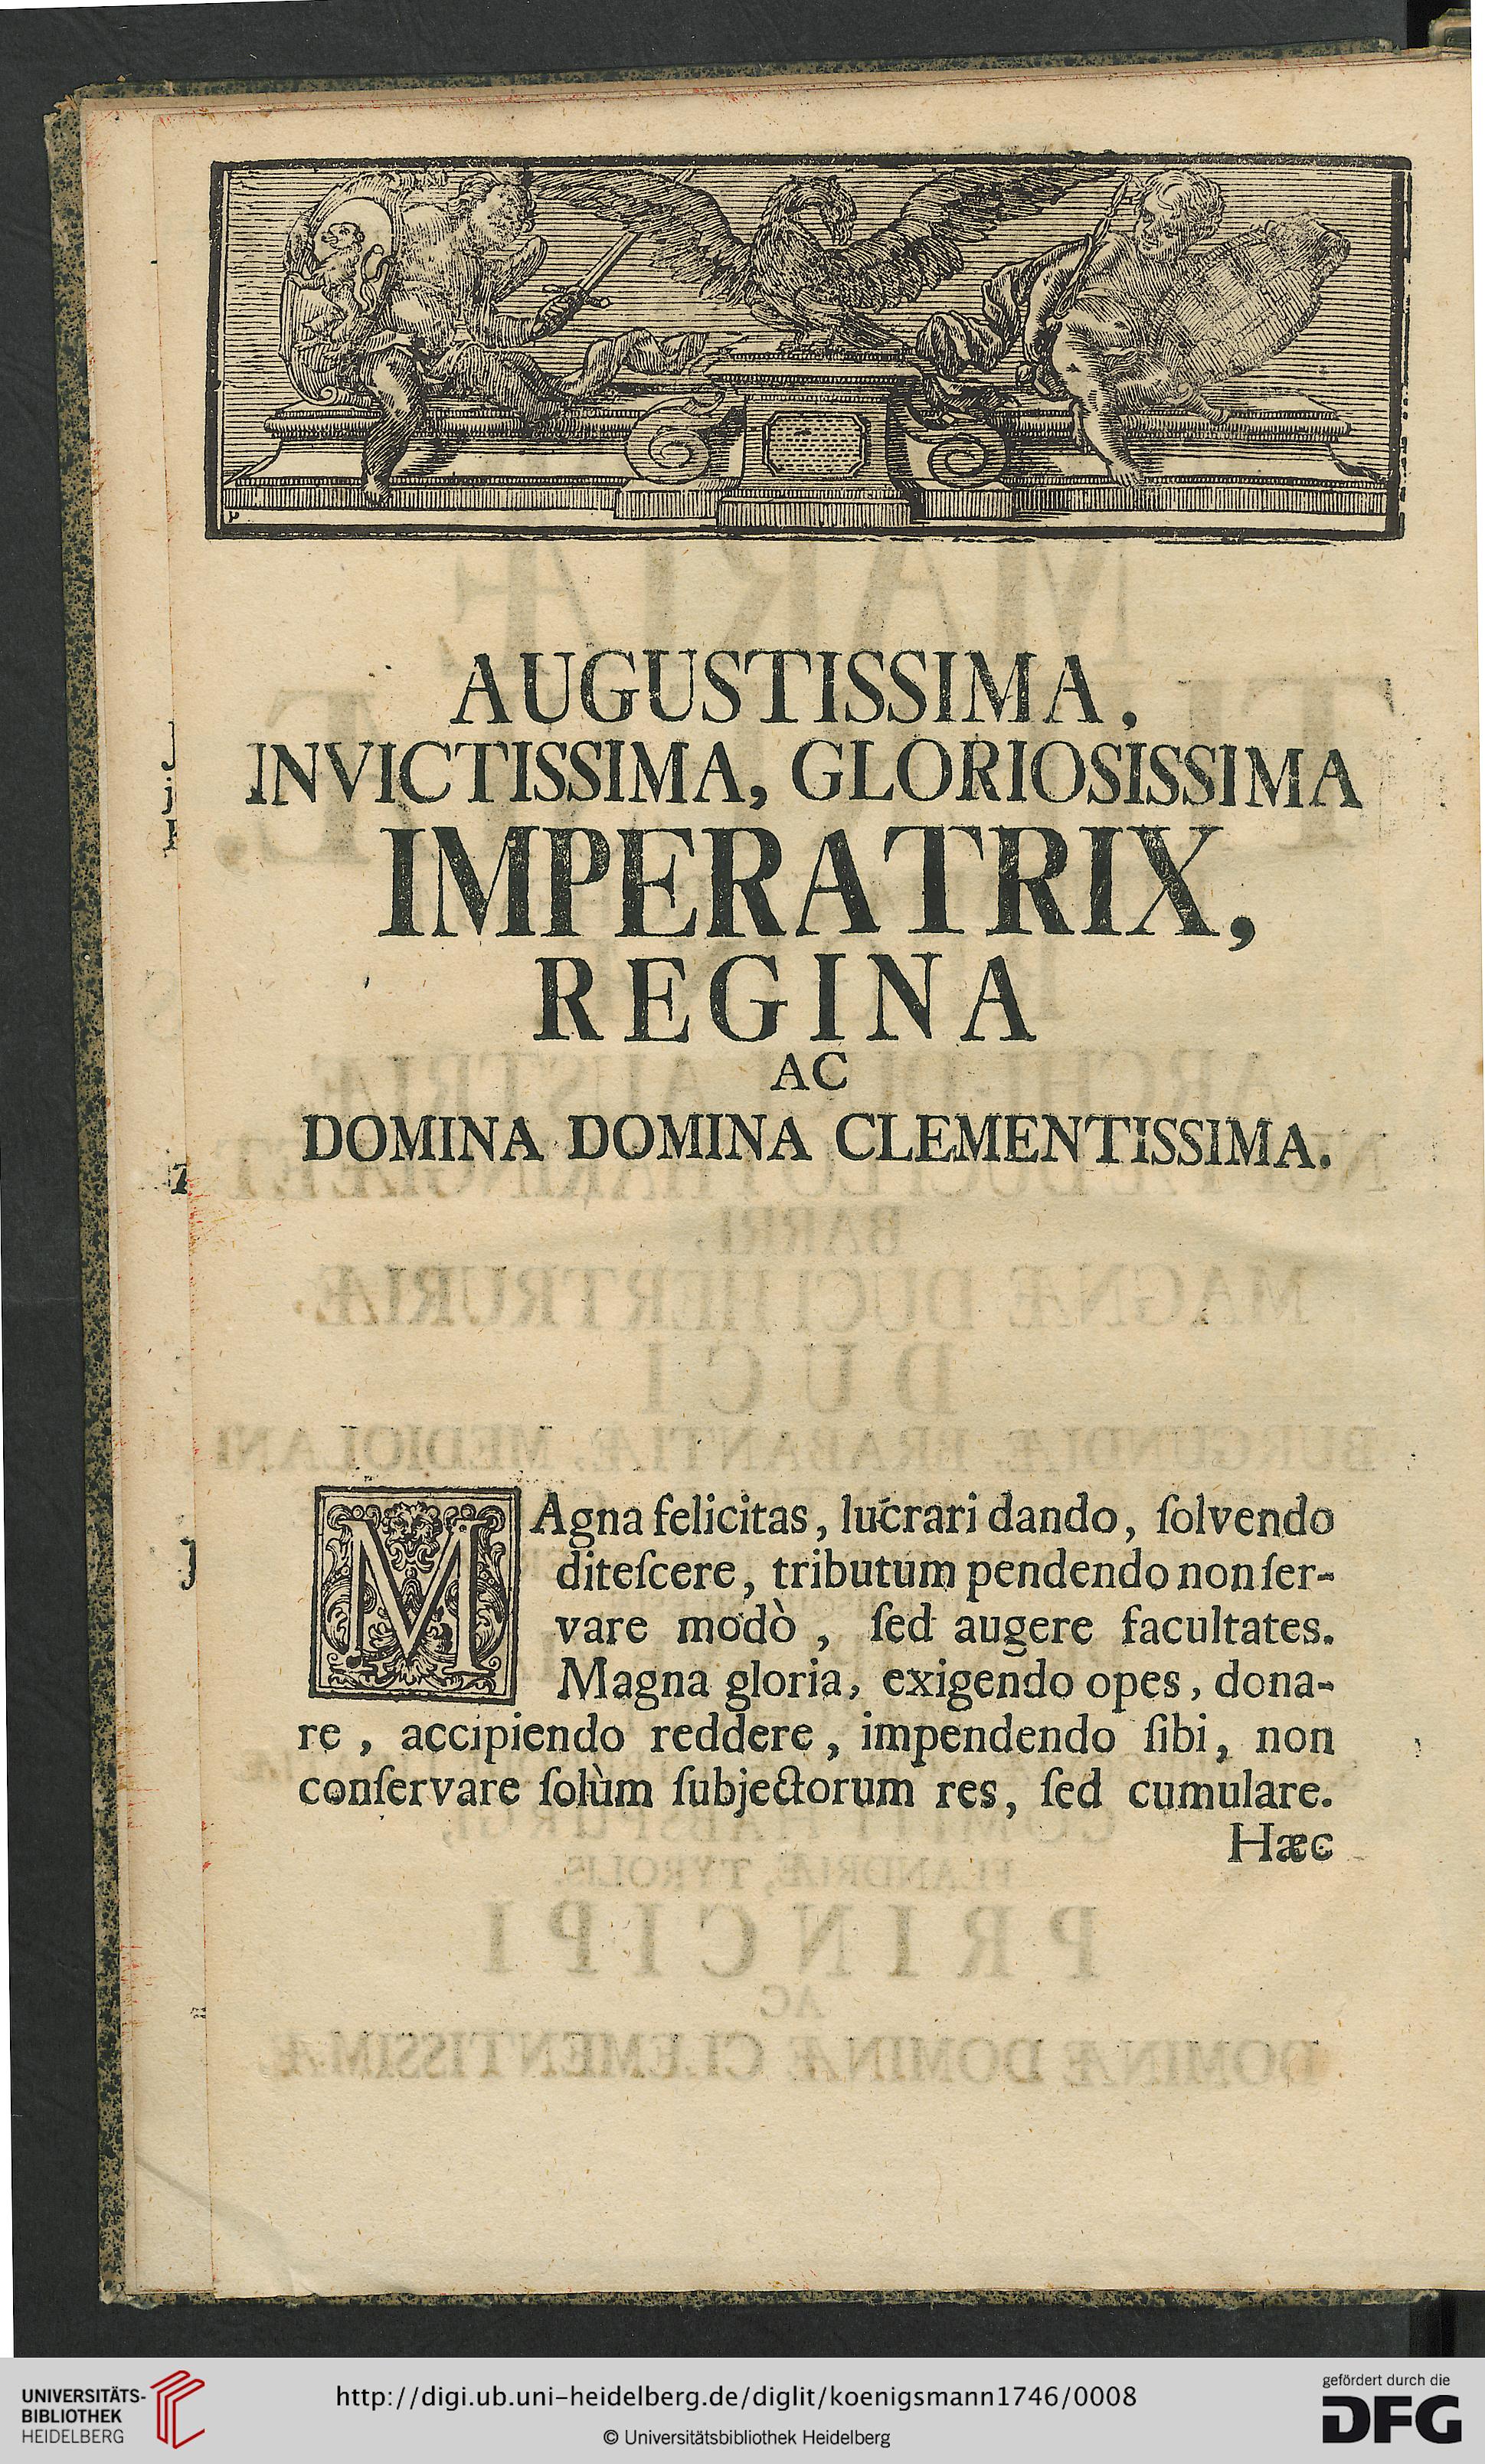 AUGUSTISSIMA,
INVICTISSIMA, GLORIOSISSIMA
IMPERATRIX,
REGINA
AC
DOMINA DOMINA CLEMENTISSIMA.
MAgna felicitas, lucrari dando, ſolvendo
diteſcere, tributum pendendo non ſer-
vare modò, ſed augere facultates.
Magna gloria, exigendo opes, dona-
re, accipiendo reddere, impendendo ſibi, non
conſervare ſolùm ſubjectorum res, ſed cumulare.
Hæc
UNIVERSITÄTS-
BIBLIOTHEK
HEIDELBERG
http://digi.ub.uni-heidelberg.de/diglit/koenigsmann1746/0008
© Universitätsbibliothek Heidelberg
gefördert durch die
DFG